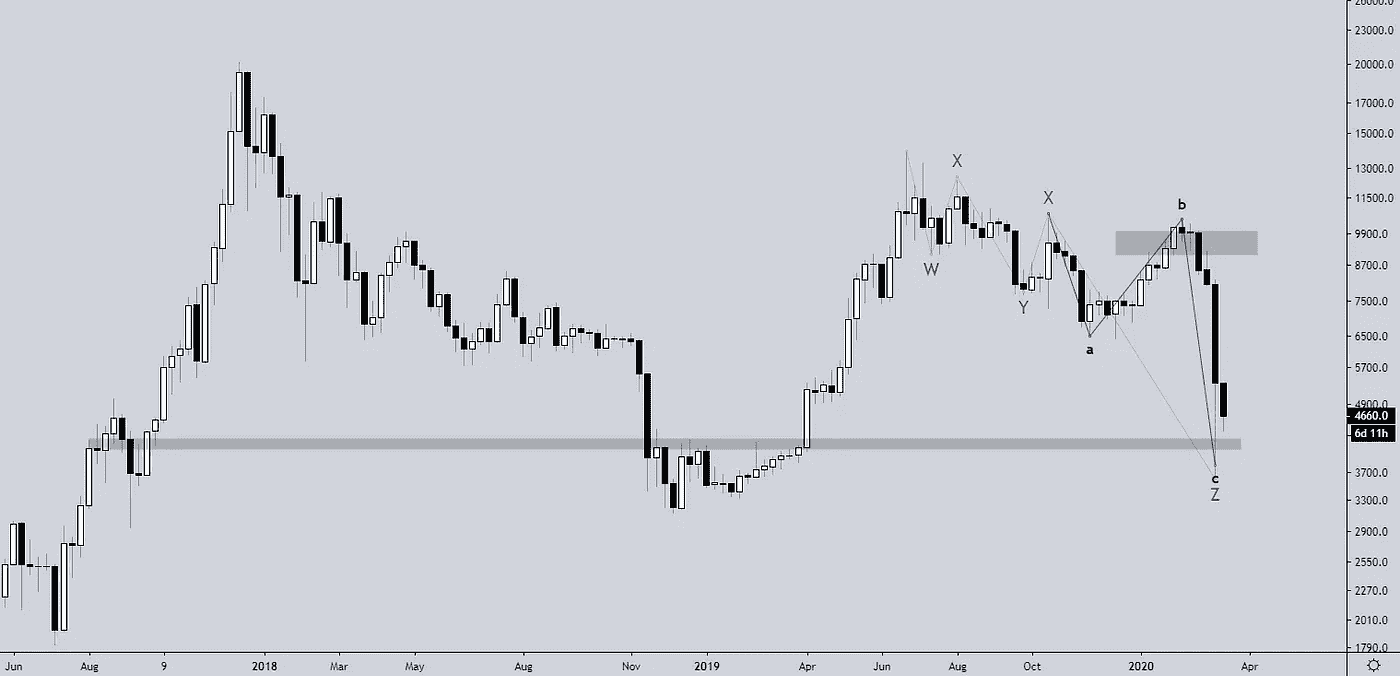 26000.0
23000.0
20000.0
17000.0
15000.0
13000.0
11500.0
9900.0
8700.0
7500.0
6500.0
5700.0
4900.0
4660.0
6d 11h
3700.0
3300.0
2900.0
2550.0
2270.0
2010.0
1790.0
X
W
Y
X
a
b
c
Z
Jun Aug 9 2018 Mar May Aug Nov 2019 Apr Jun Aug Oct 2020 Apr